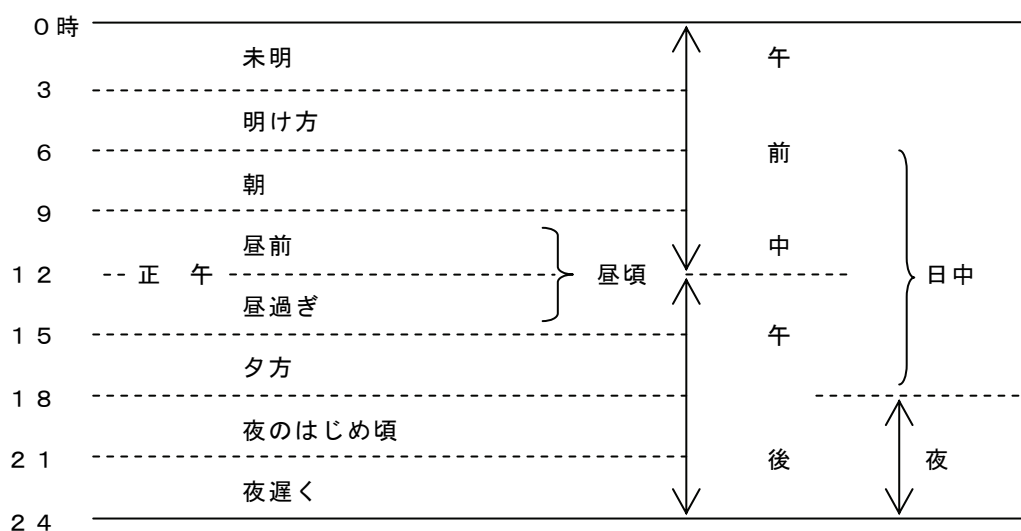 ０時
未明 午
３
明け方
６ 前
朝
９
昼前 中
１２ 正 午 昼頃 日中
昼過ぎ
１５ 午
夕方
１８
夜のはじめ頃
２１ 後 夜
夜遅く
２４